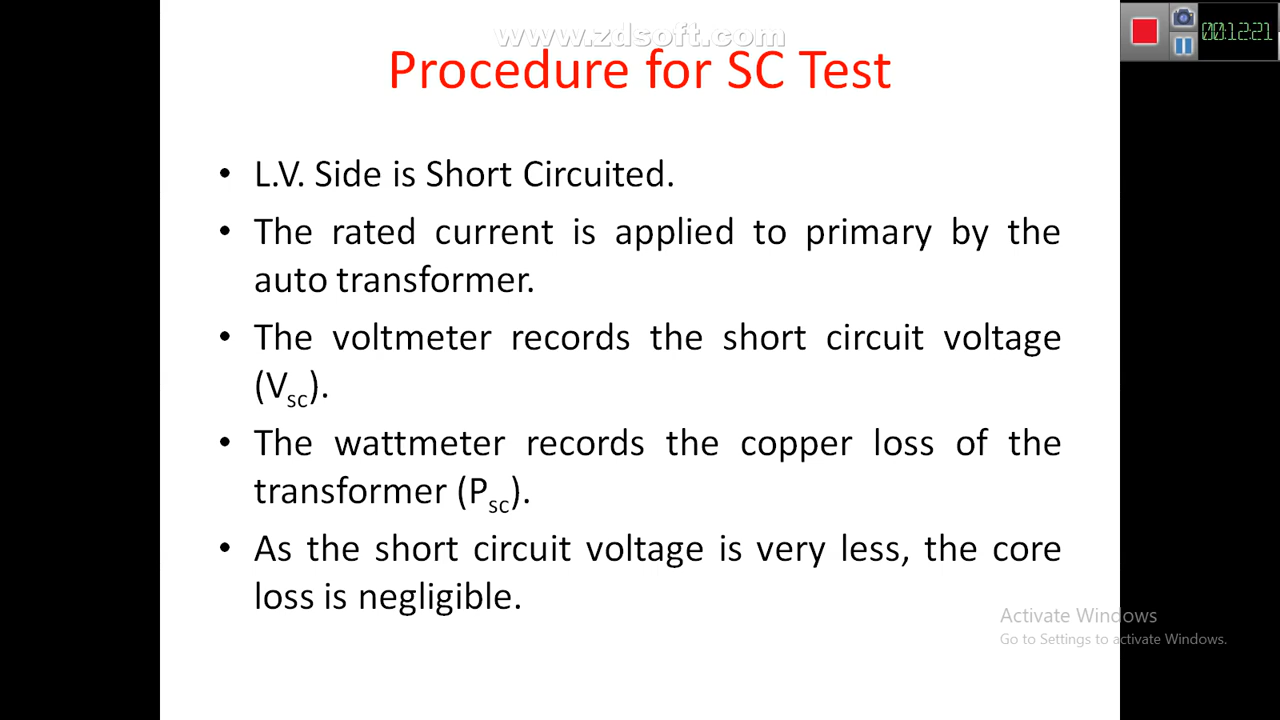 www.zdsoft.com
00:12:21
Procedure for SC Test
• L.V. Side is Short Circuited.
• The rated current is applied to primary by the
auto transformer.
• The voltmeter records the short circuit voltage
(Vsc).
• The wattmeter records the copper loss of the
transformer (Psc).
• As the short circuit voltage is very less, the core
loss is negligible.
Activate Windows
Go to Settings to activate Windows.